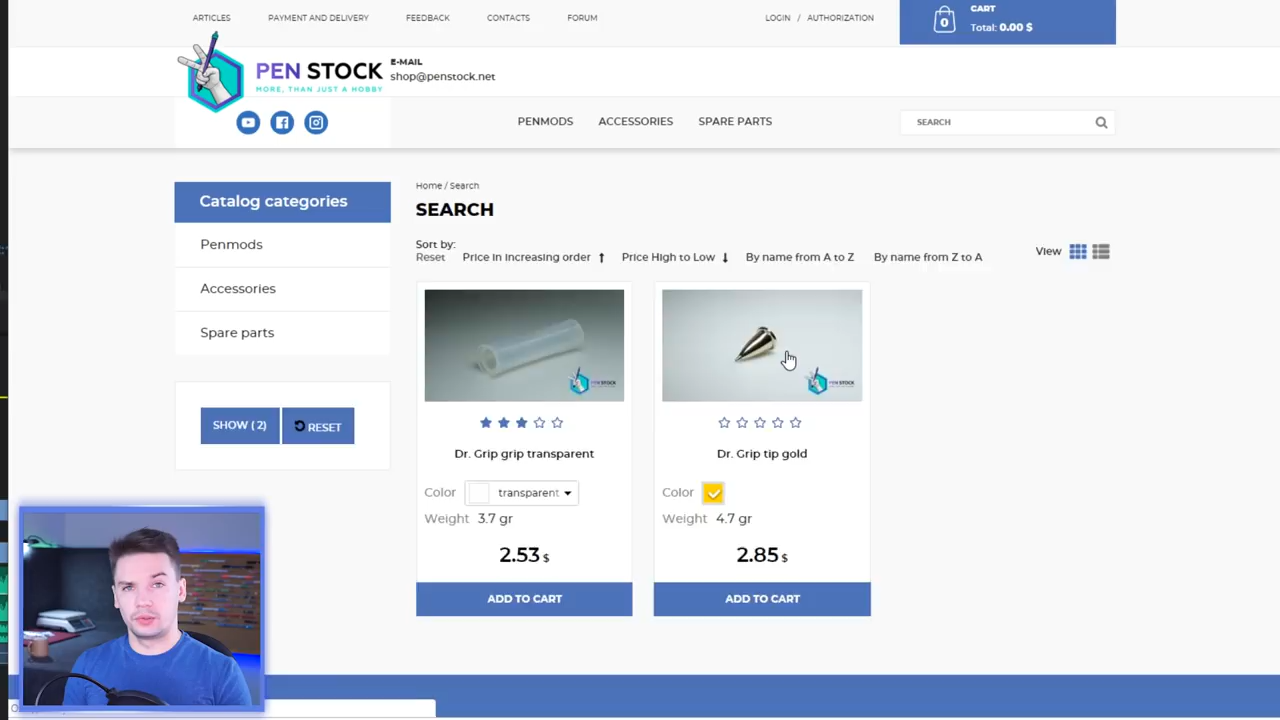 ARTICLES PAYMENT AND DELIVERY FEEDBACK CONTACTS FORUM LOGIN / AUTHORIZATION
CART
0 Total: 0.00 $
PEN STOCK
MORE, THAN JUST A HOBBY
E-MAIL
shop@penstock.net
PENMODS ACCESSORIES SPARE PARTS SEARCH
Catalog categories
Penmods
Accessories
Spare parts
SHOW ( 2) RESET
Home / Search
SEARCH
Sort by:
Reset Price in increasing order Price High to Low By name from A to Z By name from Z to A View
PEN STOCK
Dr. Grip grip transparent
Color transparent
Weight 3.7 gr
2.53 $
ADD TO CART
PEN STOCK
Dr. Grip tip gold
Color
Weight 4.7 gr
2.85 $
ADD TO CART